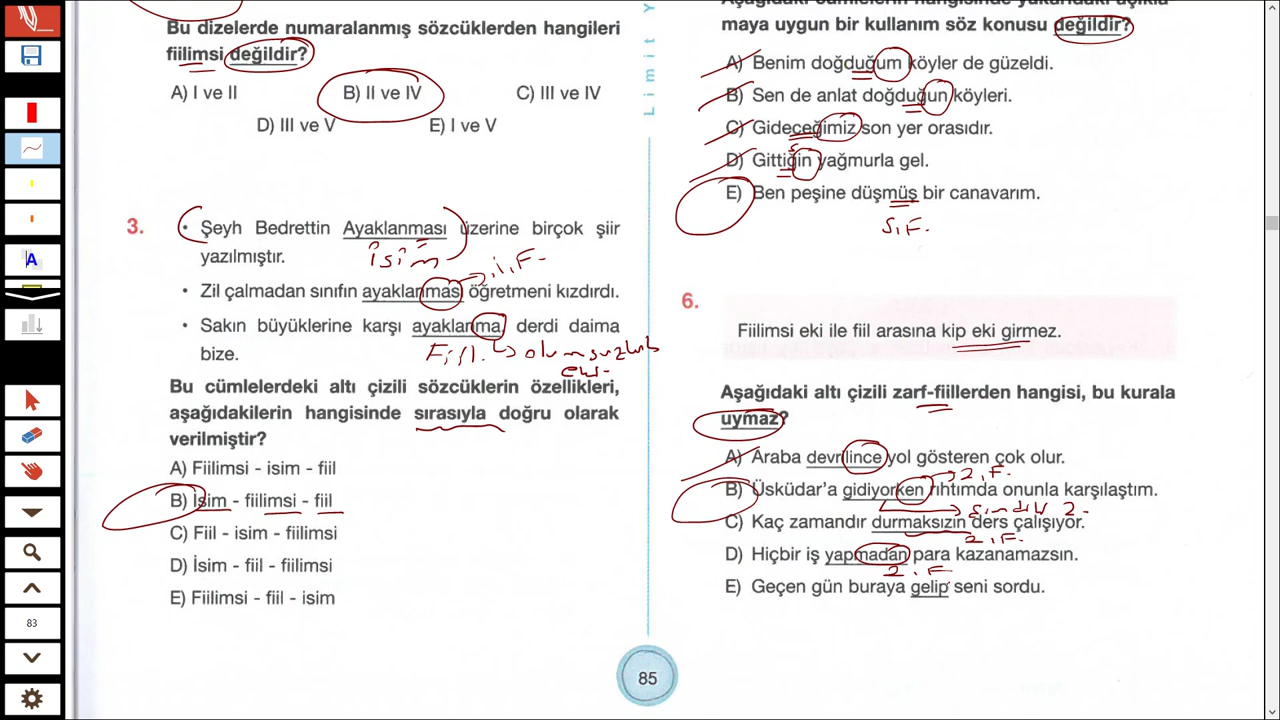 Bu dizelerde numaralanmış sözcüklerden hangileri
fiilimsi değildir?
A) I ve II
B) II ve IV
C) III ve IV
D) III ve V
E) I ve V
3.
• Şeyh Bedrettin Ayaklanması üzerine birçok şiir
yazılmıştır.
isim
i.F.
• Zil çalmadan sınıfın ayaklanması öğretmeni kızdırdı.
• Sakın büyüklerine karşı ayaklanma, derdi daima
bize.
Fiil. olumsuzluk
eki.
Bu cümlelerdeki altı çizili sözcüklerin özellikleri,
aşağıdakilerin hangisinde sırasıyla doğru olarak
verilmiştir?
A) Fiilimsi - isim - fiil
B) İsim - fiilimsi - fiil
C) Fiil - isim - fiilimsi
D) İsim - fiil - fiilimsi
E) Fiilimsi - fiil - isim
Limit Y
maya uygun bir kullanım söz konusu değildir?
A) Benim doğduğum köyler de güzeldi.
B) Sen de anlat doğduğun köyleri.
C) Gideceğimiz son yer orasıdır.
D) Gittiğin yağmurla gel.
E) Ben peşine düşmüş bir canavarım.
S.F.
6.
Fiilimsi eki ile fiil arasına kip eki girmez.
Aşağıdaki altı çizili zarf-fiillerden hangisi, bu kurala
uymaz?
A) Araba devrilince yol gösteren çok olur.
Z.F.
B) Üsküdar’a gidiyorken rıhtımda onunla karşılaştım.
Şimdiki Z.
C) Kaç zamandır durmaksızın ders çalışıyor.
Z.F.
D) Hiçbir iş yapmadan para kazanamazsın.
Z.F
E) Geçen gün buraya gelip seni sordu.
85
A
83